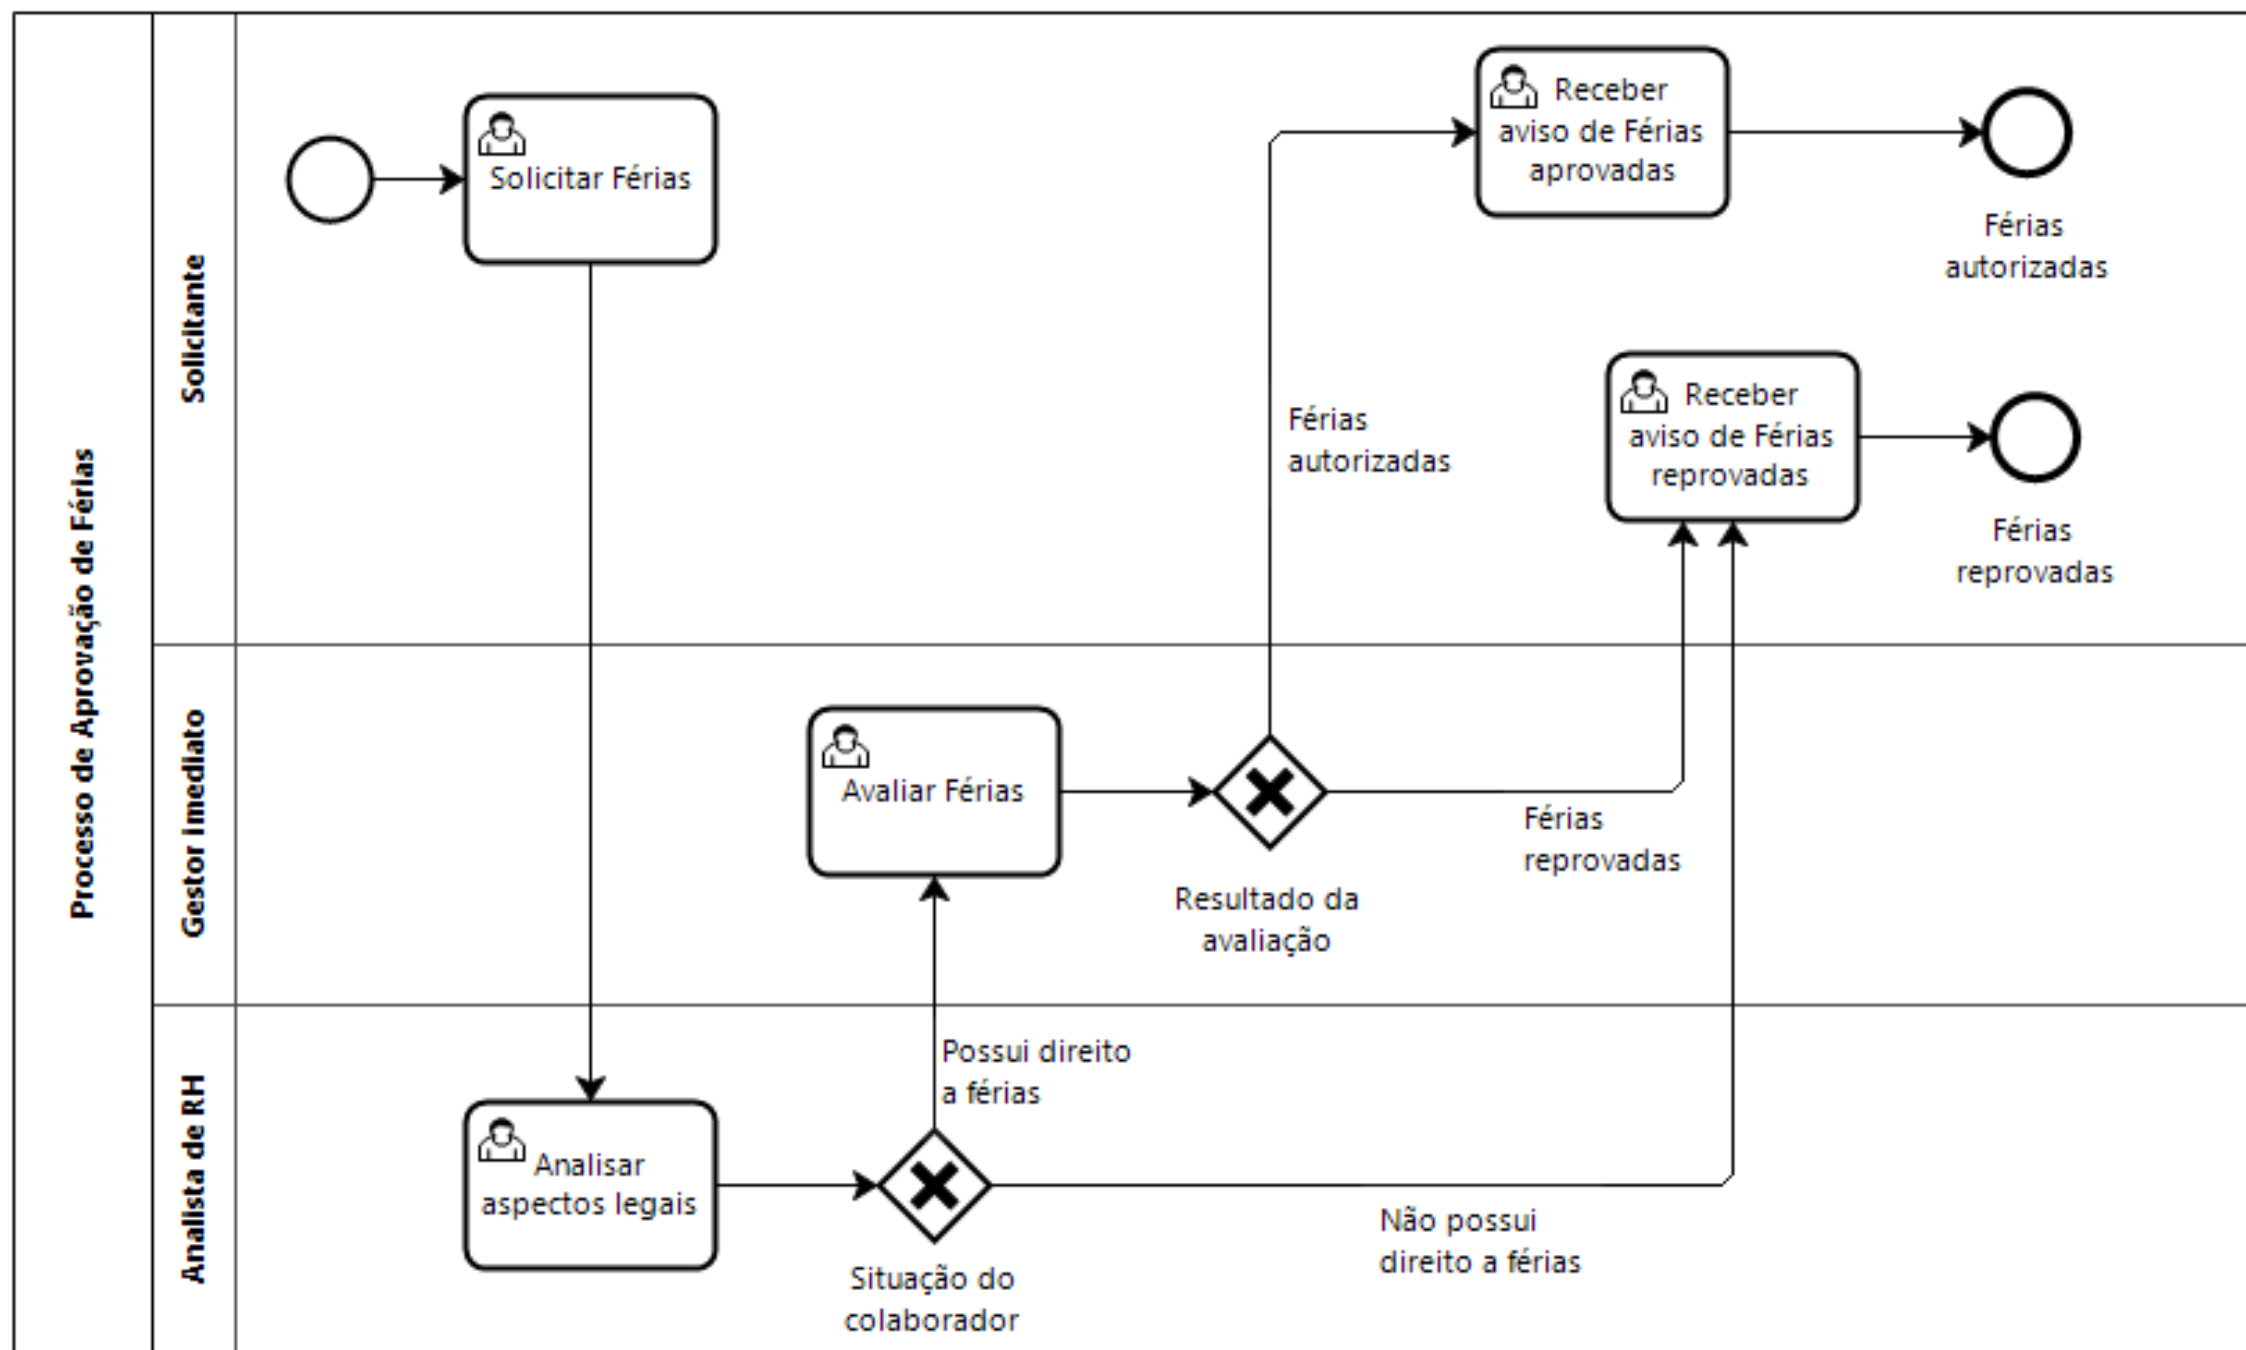 Processo de Aprovação de Férias
Solicitante
Solicitar Férias
Receber
aviso de Férias
aprovadas
Férias
autorizadas
Férias
autorizadas
Receber
aviso de Férias
reprovadas
Férias
reprovadas
Gestor imediato
Avaliar Férias
Resultado da
avaliação
Férias
reprovadas
Analista de RH
Analisar
aspectos legais
Possui direito
a férias
Situação do
colaborador
Não possui
direito a férias